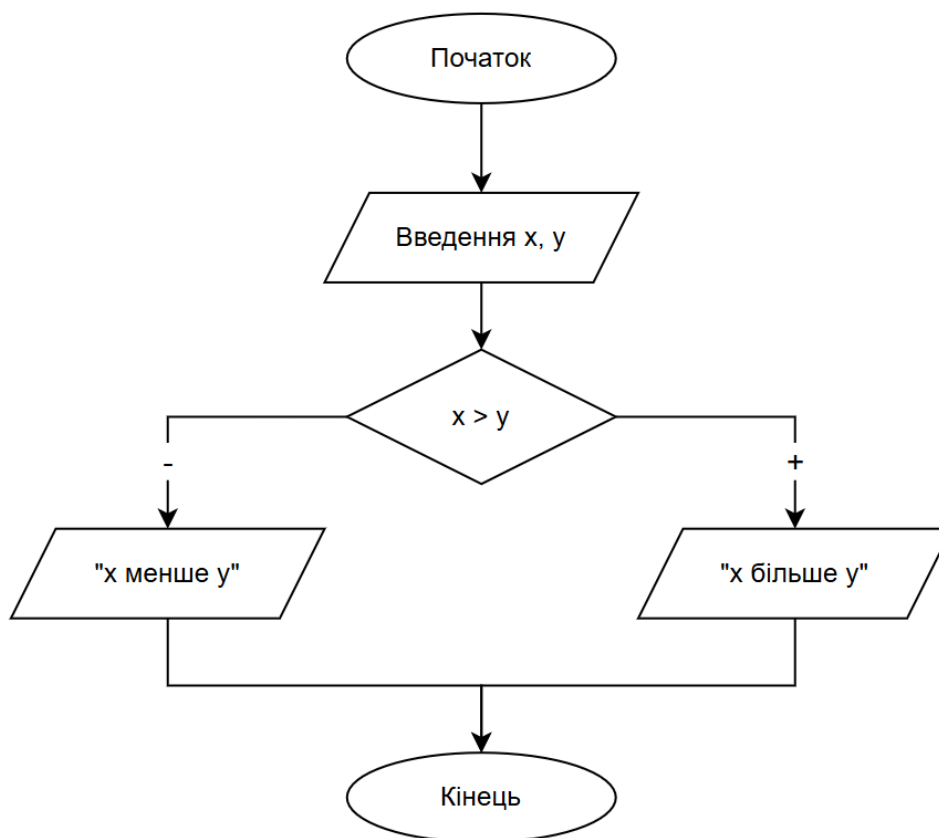 Початок
Введення x, y
x > y
-
+
"x менше y"
"x більше y"
Кінець